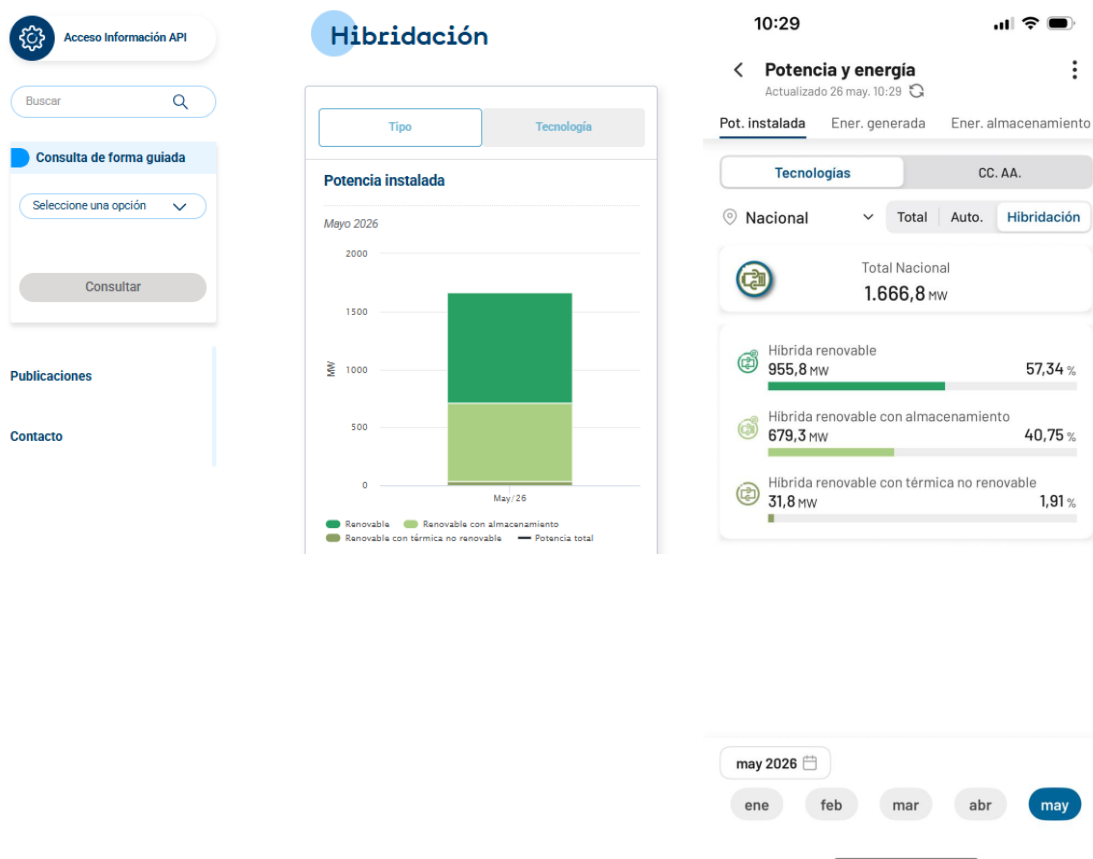 Acceso Información API
Buscar
Consulta de forma guiada
Seleccione una opción
Consultar
Publicaciones
Contacto
Hibridación
Tipo
Tecnología
Potencia instalada
Mayo 2026
2000
1500
1000
500
0
MW
May/26
Renovable
Renovable con almacenamiento
Renovable con térmica no renovable
Potencia total
10:29
Potencia y energía
Actualizado 26 may. 10:29
Pot. instalada
Ener. generada
Ener. almacenamiento
Tecnologías
CC. AA.
Nacional
Total
Auto.
Hibridación
Total Nacional
1.666,8 MW
Híbrida renovable
955,8 MW
57,34 %
Híbrida renovable con almacenamiento
679,3 MW
40,75 %
Híbrida renovable con térmica no renovable
31,8 MW
1,91 %
may 2026
ene
feb
mar
abr
may